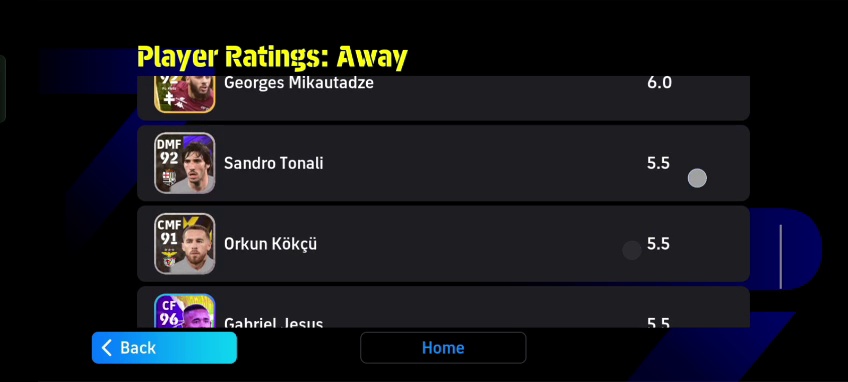 Player Ratings: Away
92
Georges Mikautadze
6.0
DMF
92
Sandro Tonali
5.5
CMF
91
Orkun Kökçü
5.5
CF
96
Gabriel Jesus
5.5
Back
Home